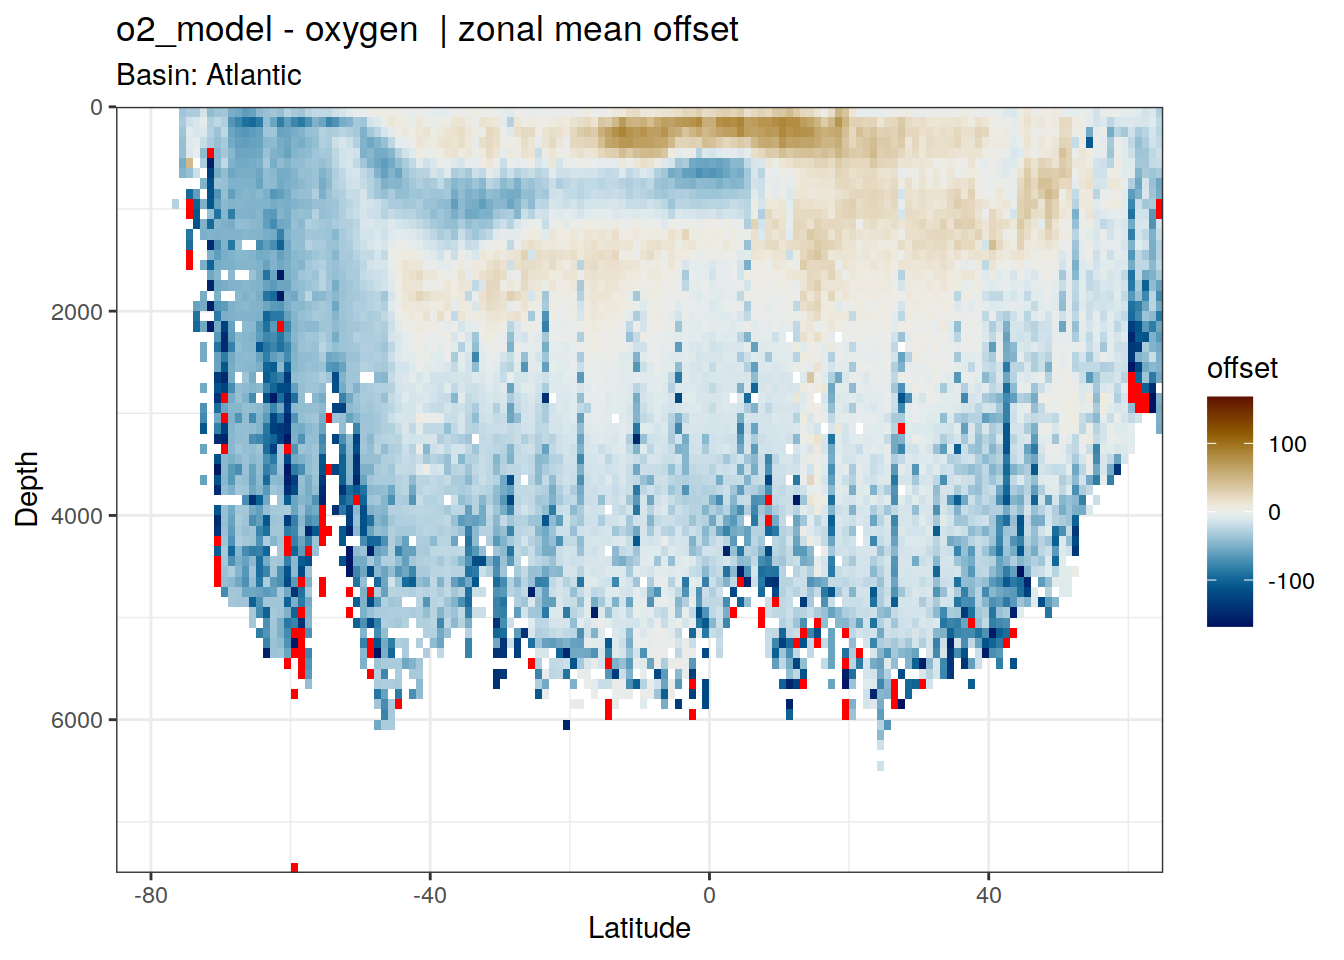 o2_model - oxygen  | zonal mean offset
Basin: Atlantic
0
2000
4000
6000
Depth
-80
-40
0
40
Latitude
offset
100
0
-100